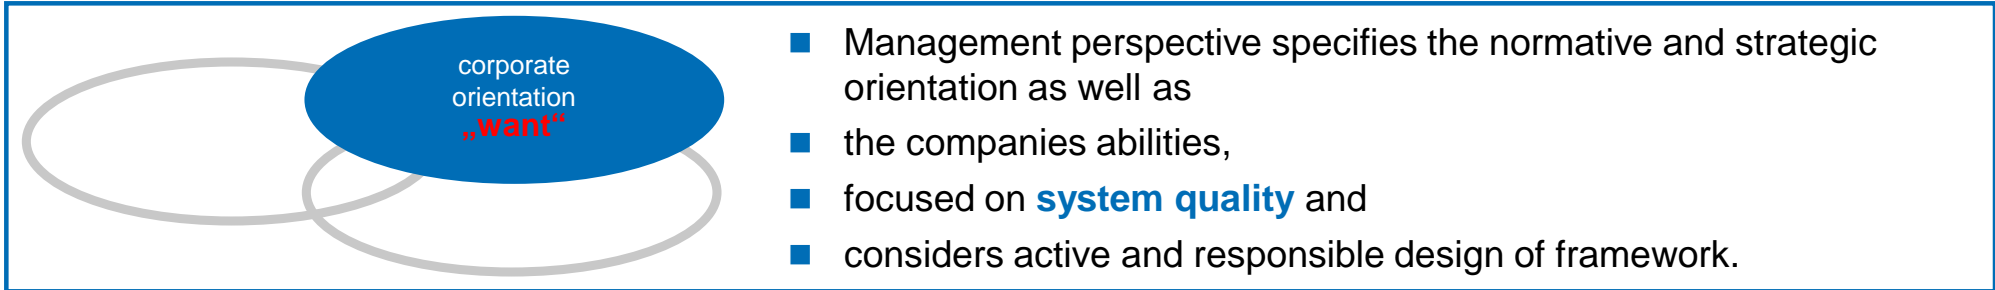 corporate
orientation
„want“
Management perspective specifies the normative and strategic
orientation as well as
the companies abilities,
focused on system quality and
considers active and responsible design of framework.